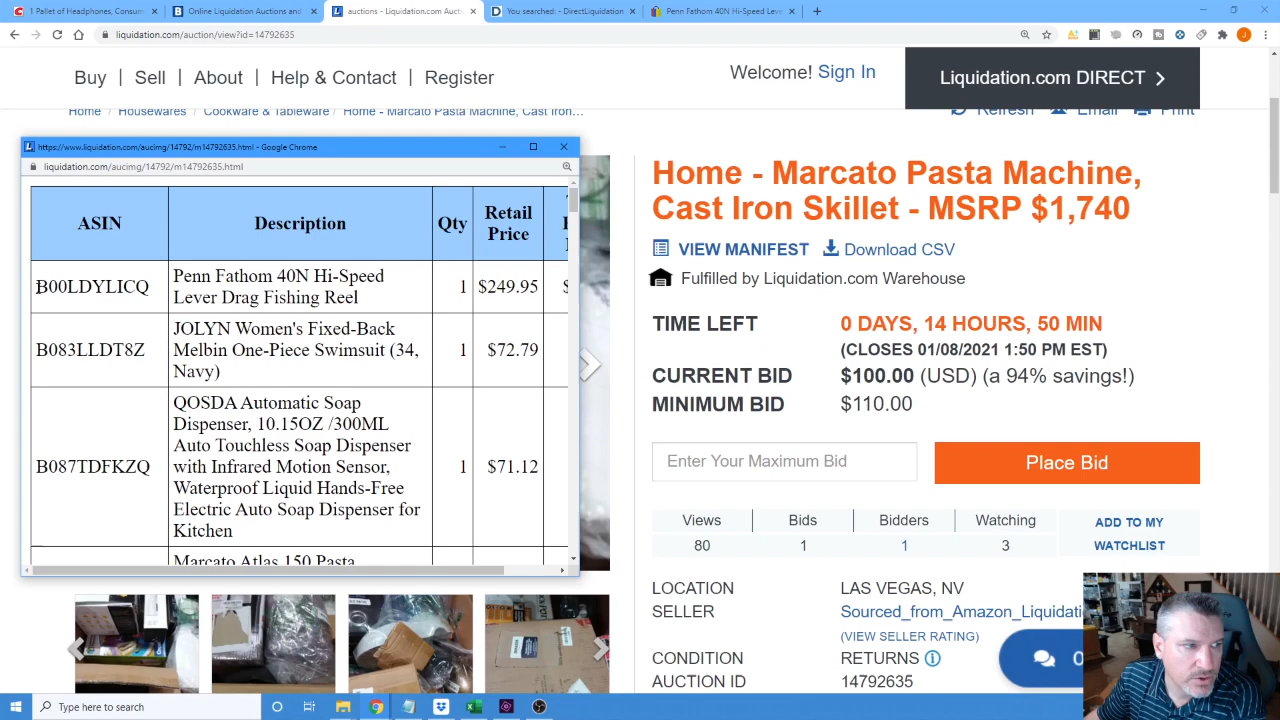 1 Pallet of Headphones, Consum
Online Liquidation Auctions and
auctions - Liquidation.com Auct
You searched: - DirectLiquidation
Penn Fathom 40N Hi-Speed Leve
liquidation.com/auction/view?id=14792635
Buy | Sell | About | Help & Contact | Register
Welcome! Sign In
Liquidation.com DIRECT
Home / Housewares / Cookware & Tableware / Home - Marcato Pasta Machine, Cast Iron...
Refresh Email Print
https://www.liquidation.com/aucimg/14792/m14792635.html - Google Chrome
liquidation.com/aucimg/14792/m14792635.html
ASIN Description Qty Retail Price
B00LDYLICQ Penn Fathom 40N Hi-Speed 1 $249.95 $
Lever Drag Fishing Reel
JOLYN Women's Fixed-Back
B083LLDT8Z Melbin One-Piece Swimsuit (34, 1 $72.79
Navy)
QOSDA Automatic Soap
Dispenser, 10.15OZ /300ML
Auto Touchless Soap Dispenser
B087TDFKZQ with Infrared Motion Sensor, 1 $71.12
Waterproof Liquid Hands-Free
Electric Auto Soap Dispenser for
Kitchen
Marcato Atlas 150 Pasta
Home - Marcato Pasta Machine,
Cast Iron Skillet - MSRP $1,740
VIEW MANIFEST Download CSV
Fulfilled by Liquidation.com Warehouse
TIME LEFT 0 DAYS, 14 HOURS, 50 MIN
(CLOSES 01/08/2021 1:50 PM EST)
CURRENT BID $100.00 (USD) (a 94% savings!)
MINIMUM BID $110.00
Enter Your Maximum Bid Place Bid
Views Bids Bidders Watching ADD TO MY
80 1 1 3 WATCHLIST
LOCATION LAS VEGAS, NV
SELLER Sourced_from_Amazon_Liquidati
(VIEW SELLER RATING)
CONDITION RETURNS
AUCTION ID 14792635
Type here to search